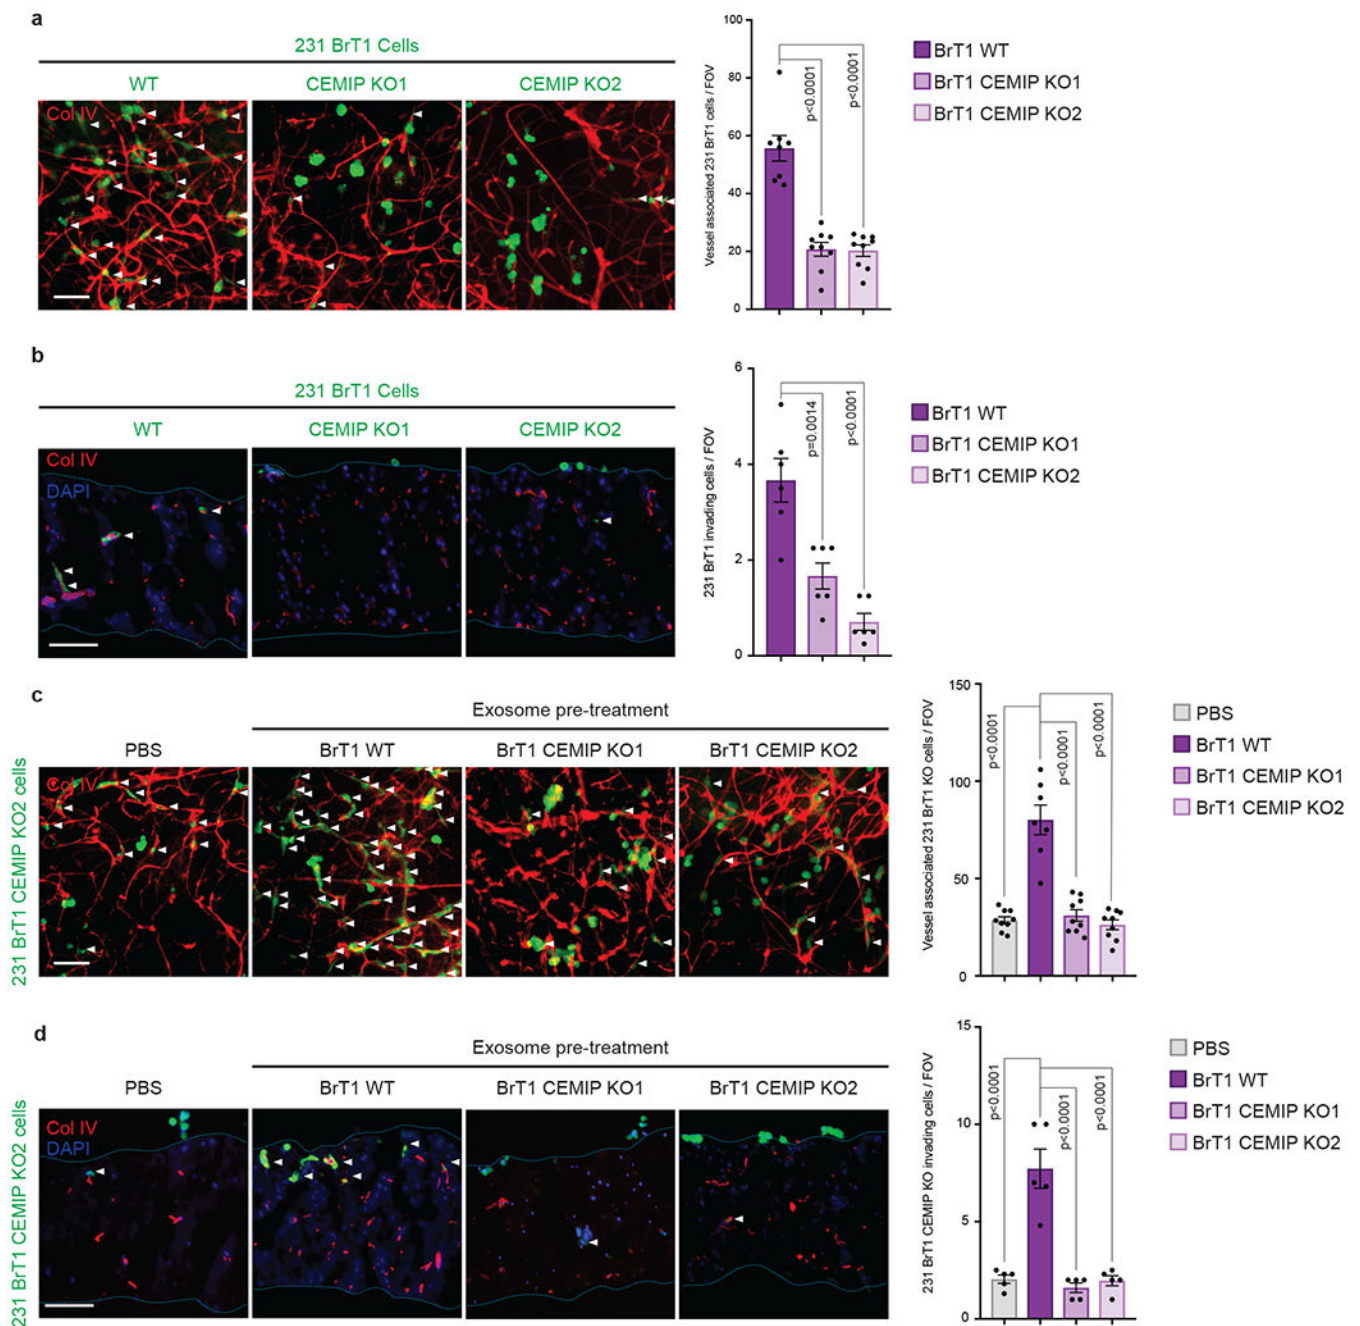 a
231 BrT1 Cells
WT
CEMIP KO1
CEMIP KO2
Col IV
Vessel associated 231 BrT1 cells / FOV
100
80
60
40
20
0
p<0.0001
p<0.0001
BrT1 WT
BrT1 CEMIP KO1
BrT1 CEMIP KO2
b
231 BrT1 Cells
WT
CEMIP KO1
CEMIP KO2
Col IV
DAPI
231 BrT1 invading cells / FOV
6
4
2
0
p=0.0014
p<0.0001
BrT1 WT
BrT1 CEMIP KO1
BrT1 CEMIP KO2
c
Exosome pre-treatment
PBS
BrT1 WT
BrT1 CEMIP KO1
BrT1 CEMIP KO2
231 BrT1 CEMIP KO2 cells
Col IV
Vessel associated 231 BrT1 KO cells / FOV
150
100
50
0
p<0.0001
p<0.0001
p<0.0001
PBS
BrT1 WT
BrT1 CEMIP KO1
BrT1 CEMIP KO2
d
Exosome pre-treatment
PBS
BrT1 WT
BrT1 CEMIP KO1
BrT1 CEMIP KO2
231 BrT1 CEMIP KO2 cells
Col IV
DAPI
231 BrT1 CEMIP KO invading cells / FOV
15
10
5
0
p<0.0001
p<0.0001
p<0.0001
PBS
BrT1 WT
BrT1 CEMIP KO1
BrT1 CEMIP KO2